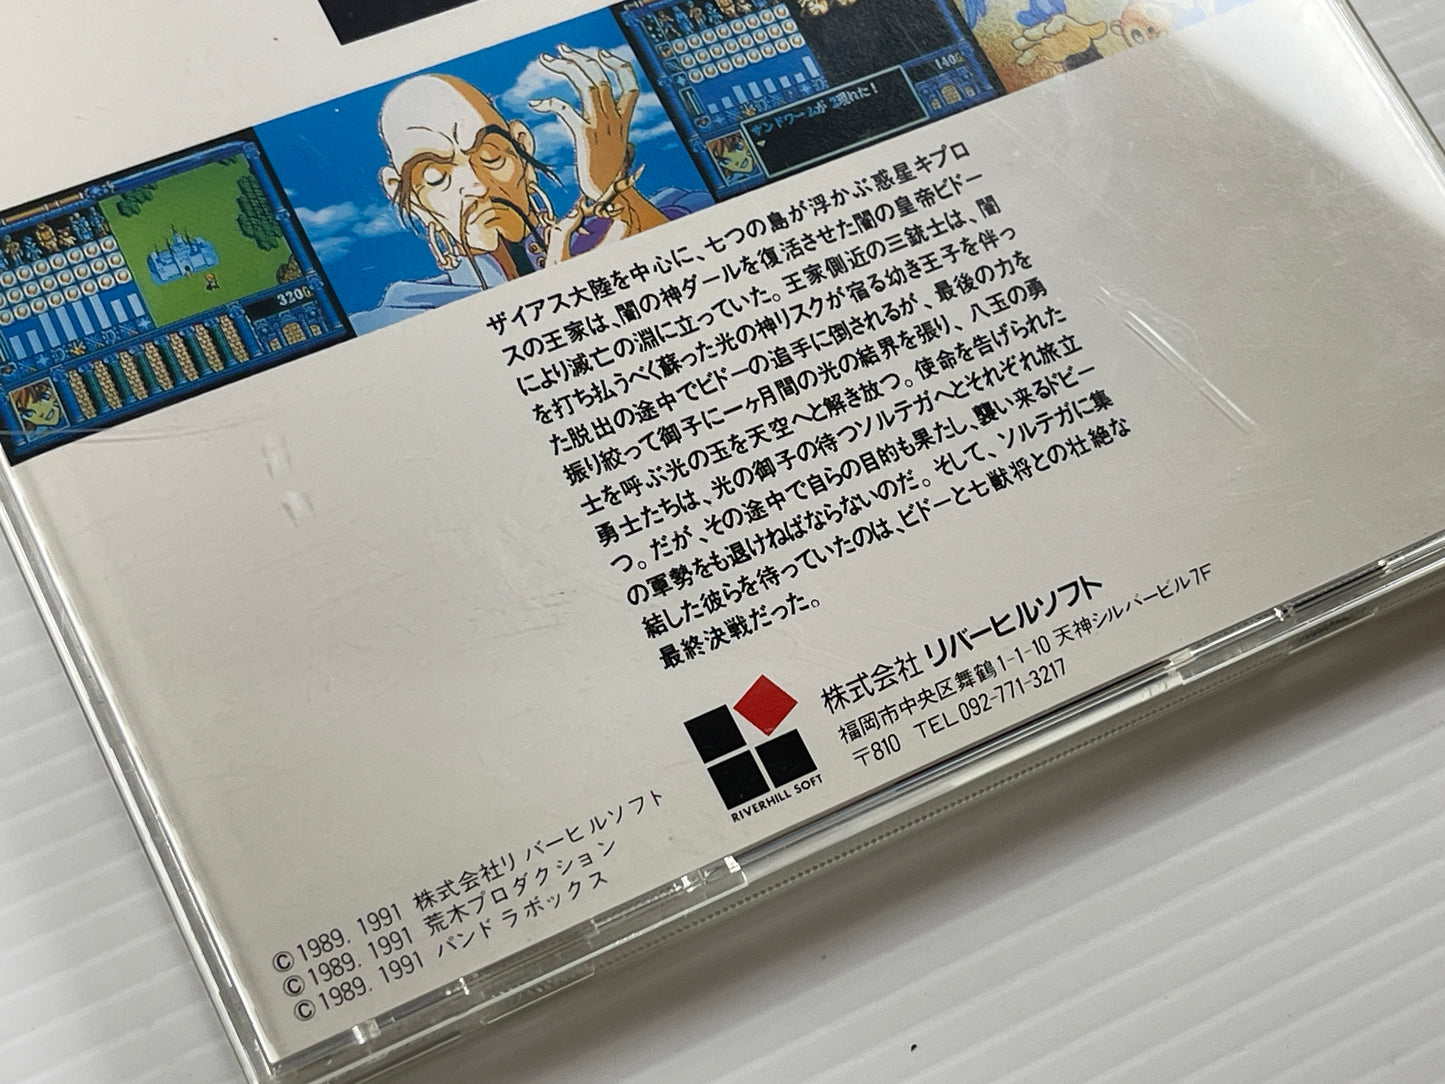 140G
サンドワームが 2現れた!
320G
ザイアス大陸を中心に、七つの島が浮かぶ惑星キプロ
スの王家は、闇の神ダールを復活させた闇の皇帝ビドー
により滅亡の淵に立っていた。王家側近の三銃士は、闇
を打ち払うべく蘇った光の神リスクが宿る幼き王子を伴っ
た脱出の途中でビドーの追手に倒されるが、最後の力を
振り絞って御子に一ヶ月間の光の結界を張り、八玉の勇
士を呼ぶ光の玉を天空へと解き放つ。使命を告げられた
勇士たちは、光の御子の待つソルテガへとそれぞれ旅立
つ。だが、その途中で自らの目的も果たし、襲い来るドビー
の軍勢をも退けねばならないのだ。そして、ソルテガに集
結した彼らを待っていたのは、ビドーと七獣将との壮絶な
最終決戦だった。
株式会社 リバーヒルソフト
福岡市中央区舞鶴1-1-10 天神シルバービル7F
〒810 TEL092-771-3217
RIVERHILL SOFT
©1989. 1991 株式会社リバーヒルソフト
©1989. 1991 荒木プロダクション
©1989. 1991 パンドラボックス